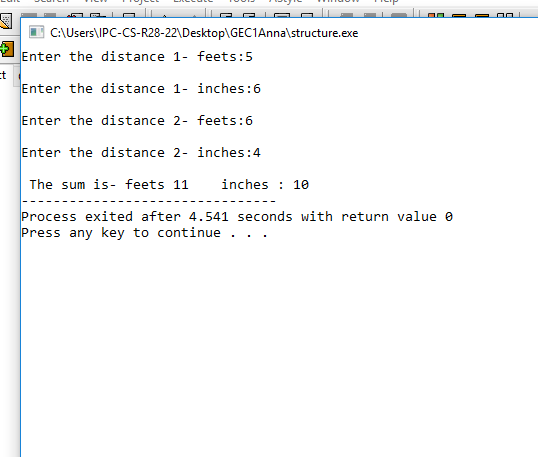 Edit Search View Project Execute Tools AStyle Window Help
C:\Users\IPC-CS-R28-22\Desktop\GEC1Anna\structure.exe
Enter the distance 1- feets:5
Enter the distance 1- inches:6
Enter the distance 2- feets:6
Enter the distance 2- inches:4
The sum is- feets 11    inches : 10
--------------------------------
Process exited after 4.541 seconds with return value 0
Press any key to continue . . .